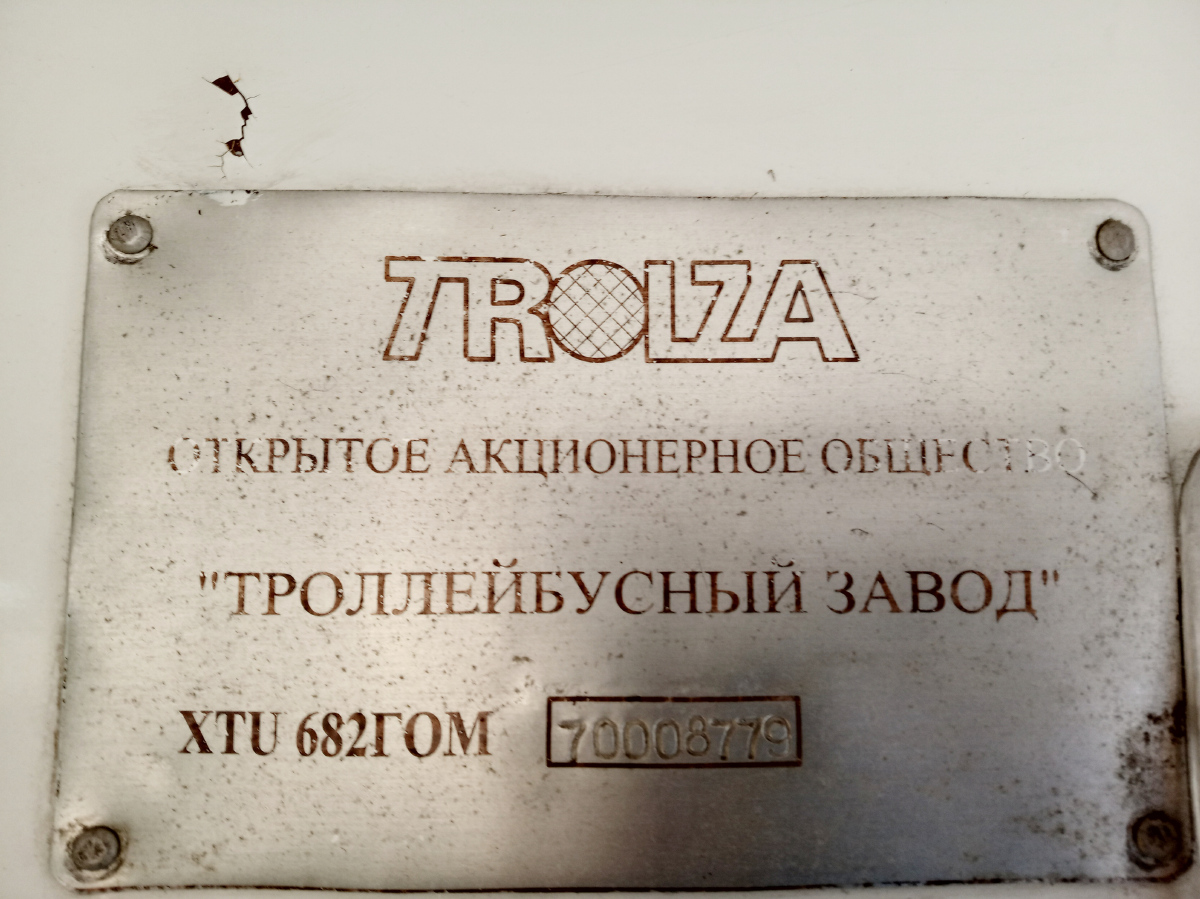 TROLZA
ОТКРЫТОЕ АКЦИОНЕРНОЕ ОБЩЕСТВО
"ТРОЛЛЕЙБУСНЫЙ ЗАВОД"
XTU 682ГОМ 70008779